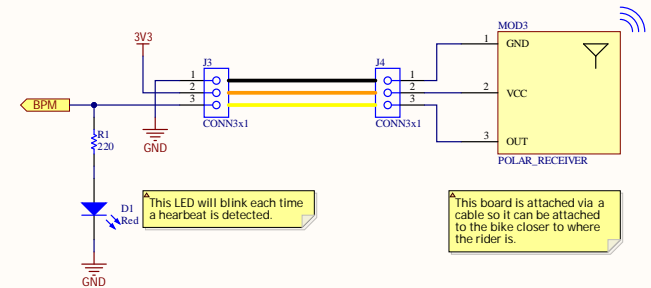 MOD3
3V3
J3
J4
1
GND
1
1
2
2
2
VCC
3
3
BPM
CONN3x1
CONN3x1
R1
220
GND
3
OUT
POLAR_RECEIVER
This LED will blink each time
a hearbeat is detected.
D1
Red
This board is attached via a
cable so it can be attached
to the bike closer to where
the rider is.
GND